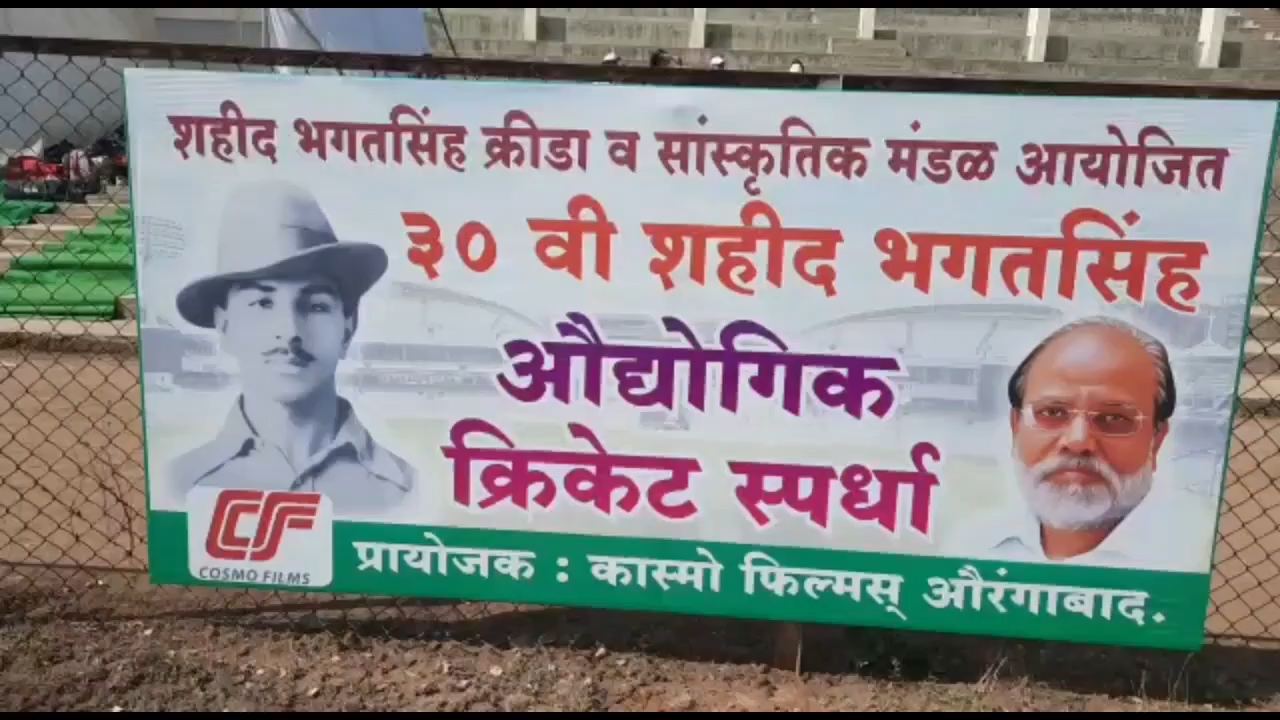 शहीद भगतसिंह क्रीडा व सांस्कृतिक मंडळ आयोजित
३० वी शहीद भगतसिंह
औद्योगिक
क्रिकेट स्पर्धा
CF
COSMO FILMS
प्रायोजक : कास्मो फिल्मस् औरंगाबाद.